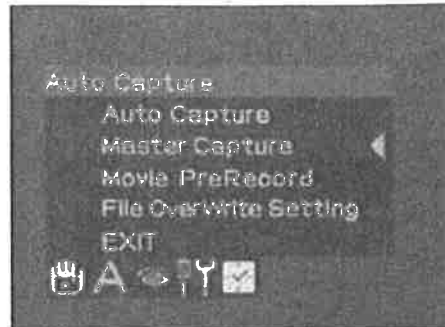 Auto Capture
Auto Capture
Master Capture
Movie PreRecord
File OverWrite Setting
EXIT
A